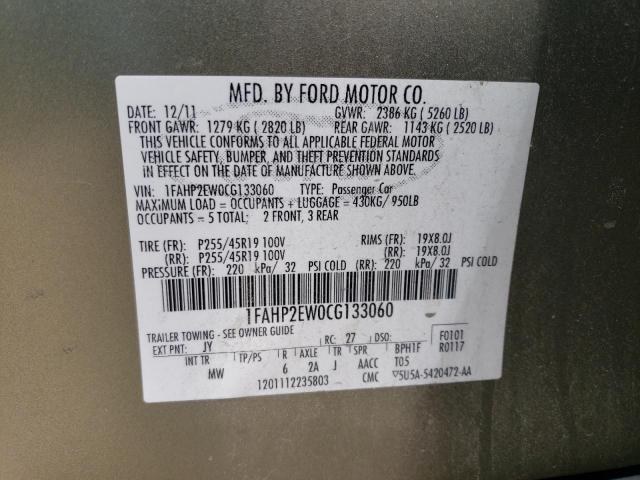 MFD. BY FORD MOTOR CO.
DATE: 12/11 GVWR: 2386 KG ( 5260 LB)
FRONT GAWR: 1279 KG ( 2820 LB) REAR GAWR: 1143 KG ( 2520 LB)
THIS VEHICLE CONFORMS TO ALL APPLICABLE FEDERAL MOTOR
VEHICLE SAFETY, BUMPER, AND THEFT PREVENTION STANDARDS
IN EFFECT ON THE DATE OF MANUFACTURE SHOWN ABOVE.
VIN: 1FAHP2EW0CG133060 TYPE: Passenger Car
MAXIMUM LOAD = OCCUPANTS + LUGGAGE = 430KG/ 950LB
OCCUPANTS = 5 TOTAL: 2 FRONT, 3 REAR
TIRE (FR): P255/45R19 100V RIMS (FR): 19X8.0J
(RR): P255/45R19 100V (RR): 19X8.0J
PRESSURE (FR): 220 kPa/ 32 PSI COLD (RR): 220 kPa/ 32 PSI COLD
1FAHP2EW0CG133060
TRAILER TOWING - SEE OWNER GUIDE
EXT PNT: JY RC: 27 DSO: F0101
INT TR TP/PS R AXLE TR SPR BPH1F R0117
MW 6 2A J AACC T05
1201112235803 CMC 5U5A-5420472-AA